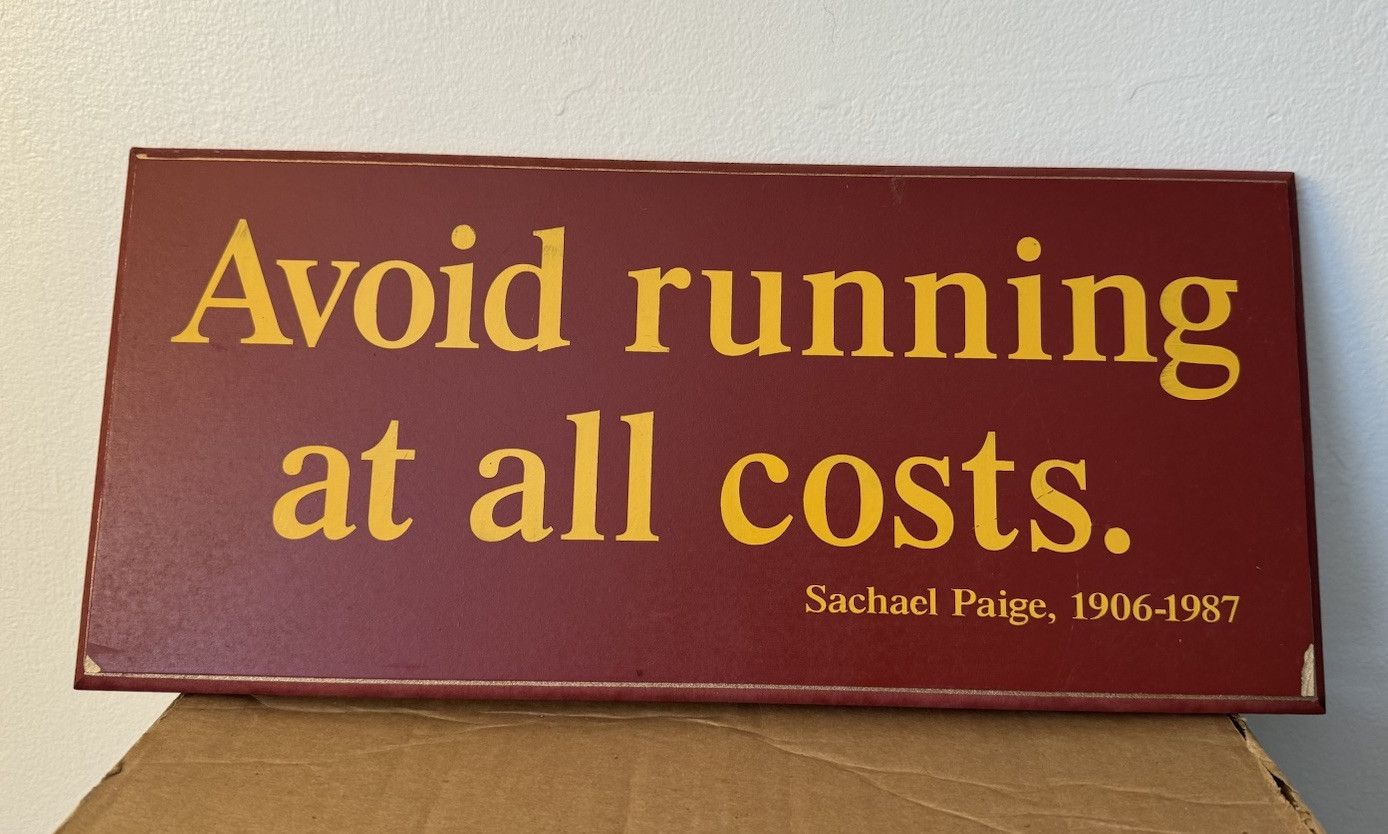 Avoid running
at all costs.
Sachael Paige, 1906-1987